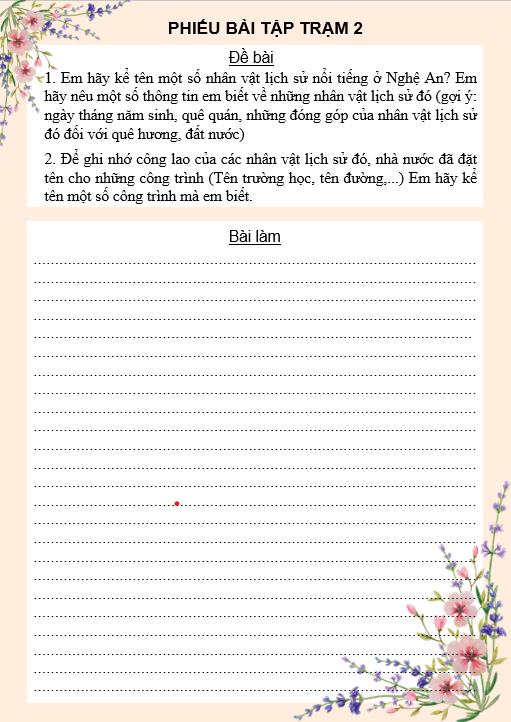 PHIẾU BÀI TẬP TRẠM 2
Đề bài
1. Em hãy kể tên một số nhân vật lịch sử nổi tiếng ở Nghệ An? Em
hãy nêu một số thông tin em biết về những nhân vật lịch sử đó (gợi ý:
ngày tháng năm sinh, quê quán, những đóng góp của nhân vật lịch sử
đó đối với quê hương, đất nước)
2. Để ghi nhớ công lao của các nhân vật lịch sử đó, nhà nước đã đặt
tên cho những công trình (Tên trường học, tên đường,...) Em hãy kể
tên một số công trình mà em biết.
Bài làm